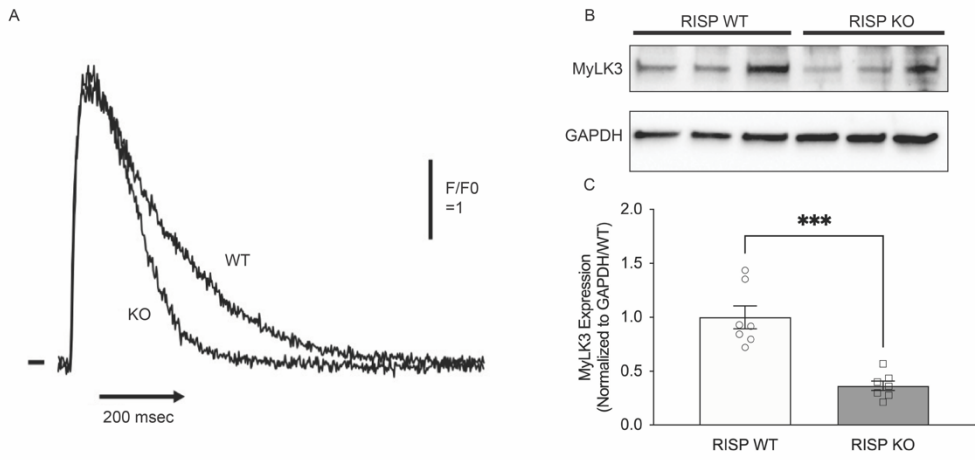 A
F/F0
=1
WT
KO
200 msec
B
RISP WT
RISP KO
MyLK3
GAPDH
C
MyLK3 Expression
(Normalized to GAPDH/WT)
2.0
1.5
1.0
0.5
0.0
***
RISP WT
RISP KO